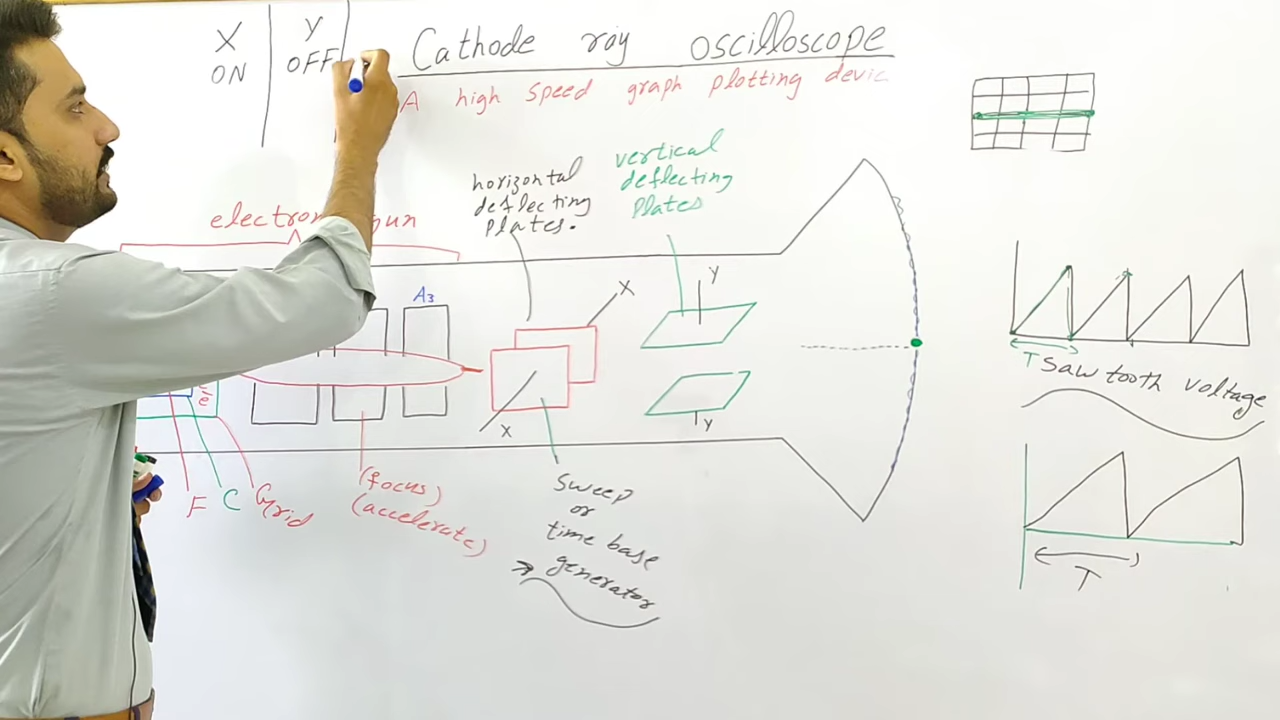 X Y
ON OFF
Cathode ray oscilloscope
A high speed graph plotting devic
horizontal
deflecting
plates.
vertical
deflecting
plates
electron gun
A3
X
Y
X
Y
F C Grid
(focus)
(accelerate)
sweep
or
time base
generator
T saw tooth voltage
T